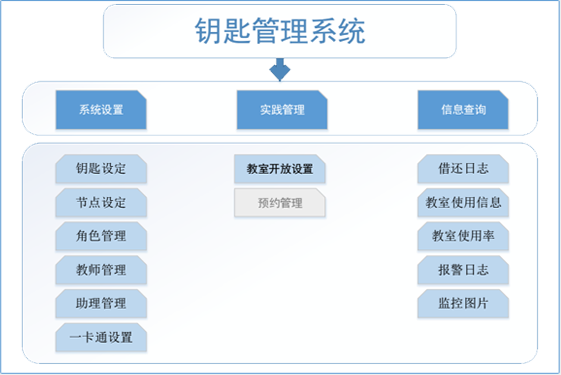 钥匙管理系统
系统设置
实践管理
信息查询
钥匙设定
教室开放设置
借还日志
节点设定
预约管理
教室使用信息
角色管理
教室使用率
教师管理
报警日志
助理管理
监控图片
一卡通设置